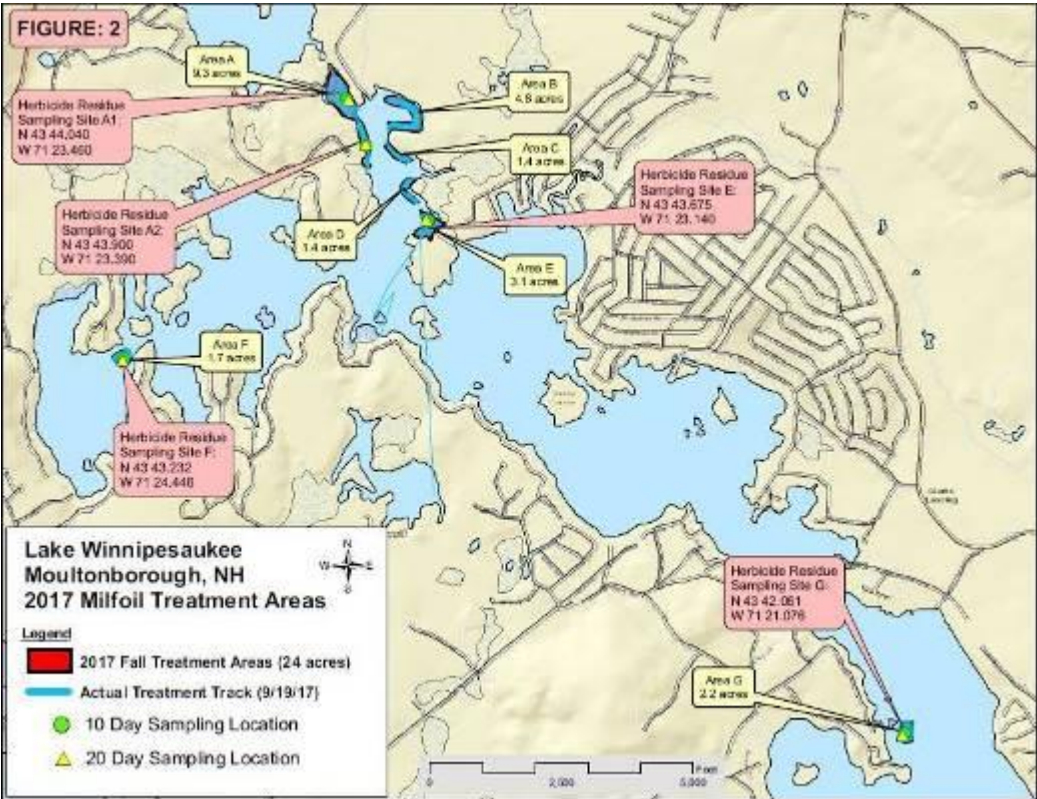 FIGURE: 2
Area A
9.3 acres
Area B
4.8 acres
Herbicide Residue
Sampling Site A1:
N 43 44.040
W 71 23.460
Area C
1.4 acres
Herbicide Residue
Sampling Site E:
N 43 43.675
W 71 23.140
Herbicide Residue
Sampling Site A2:
N 43 43.900
W 71 23.390
Area D
1.4 acres
Area E
3.1 acres
Area F
1.7 acres
Herbicide Residue
Sampling Site F:
N 43 43.232
W 71 24.446
Lake Winnipesaukee
Moultonborough, NH
2017 Milfoil Treatment Areas
N
W E
S
Legend
2017 Fall Treatment Areas (24 acres)
Actual Treatment Track (9/19/17)
10 Day Sampling Location
20 Day Sampling Location
Herbicide Residue
Sampling Site G:
N 43 42.061
W 71 21.076
Area G
2.2 acres
Feet
0 2,500 5,000